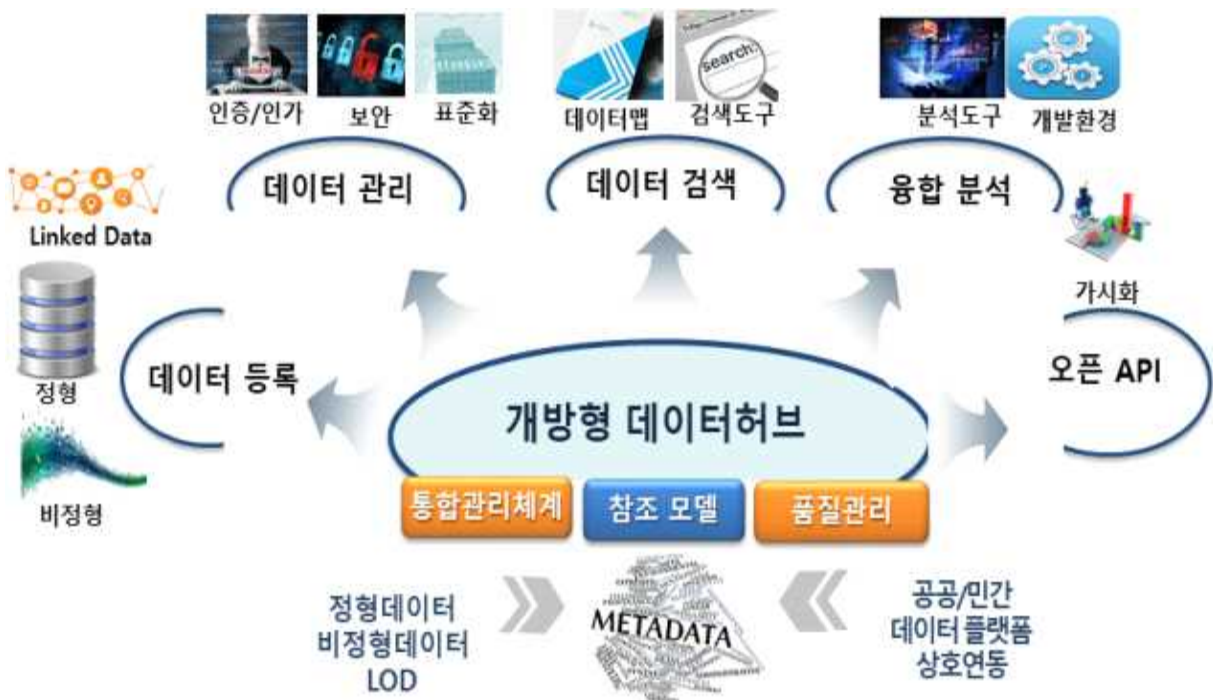 인증/인가
보안
표준화
데이터맵
search:
검색도구
분석도구
개발환경
데이터 관리
데이터 검색
융합 분석
Linked Data
가시화
정형
데이터 등록
오픈 API
비정형
개방형 데이터허브
통합관리체계
참조 모델
품질관리
정형데이터
비정형데이터
LOD
METADATA
공공/민간
데이터 플랫폼
상호연동